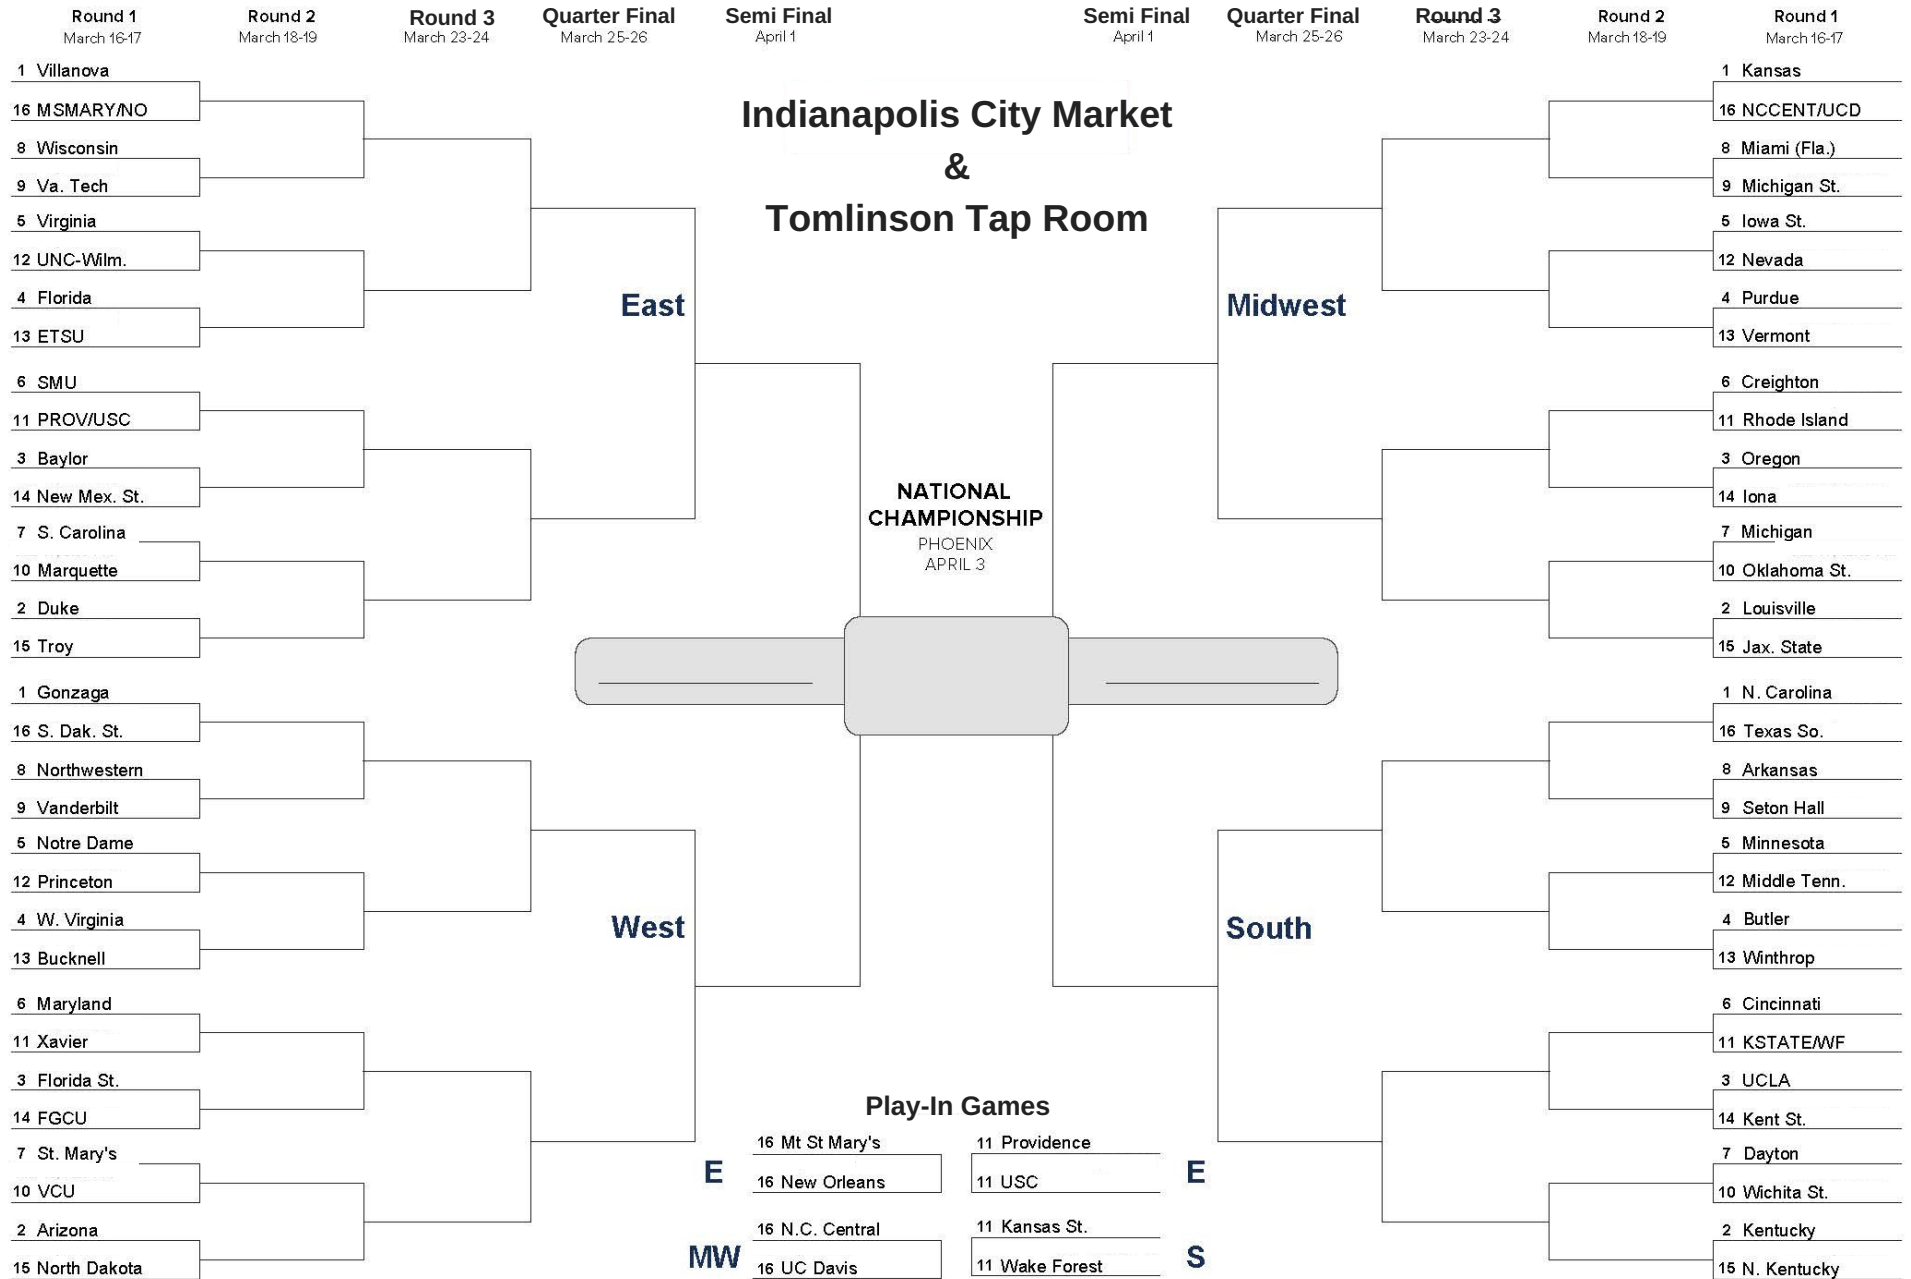 Round 1
March 16-17
Round 2
March 18-19
Round 3
March 23-24
Quarter Final
March 25-26
Semi Final
April 1
Semi Final
April 1
Quarter Final
March 25-26
Round 3
March 23-24
Round 2
March 18-19
Round 1
March 16-17
Indianapolis City Market
&
Tomlinson Tap Room
1 Villanova
16 MSMARY/NO
8 Wisconsin
9 Va. Tech
5 Virginia
12 UNC-Wilm.
4 Florida
13 ETSU
6 SMU
11 PROV/USC
3 Baylor
14 New Mex. St.
7 S. Carolina
10 Marquette
2 Duke
15 Troy
East
1 Gonzaga
16 S. Dak. St.
8 Northwestern
9 Vanderbilt
5 Notre Dame
12 Princeton
4 W. Virginia
13 Bucknell
6 Maryland
11 Xavier
3 Florida St.
14 FGCU
7 St. Mary's
10 VCU
2 Arizona
15 North Dakota
West
NATIONAL
CHAMPIONSHIP
PHOENIX
APRIL 3
1 Kansas
16 NCCENT/UCD
8 Miami (Fla.)
9 Michigan St.
5 Iowa St.
12 Nevada
4 Purdue
13 Vermont
6 Creighton
11 Rhode Island
3 Oregon
14 Iona
7 Michigan
10 Oklahoma St.
2 Louisville
15 Jax. State
Midwest
1 N. Carolina
16 Texas So.
8 Arkansas
9 Seton Hall
5 Minnesota
12 Middle Tenn.
4 Butler
13 Winthrop
6 Cincinnati
11 KSTATE/WF
3 UCLA
14 Kent St.
7 Dayton
10 Wichita St.
2 Kentucky
15 N. Kentucky
South
Play-In Games
E
16 Mt St Mary's
16 New Orleans
11 Providence
11 USC
E
MW
16 N.C. Central
16 UC Davis
11 Kansas St.
11 Wake Forest
S